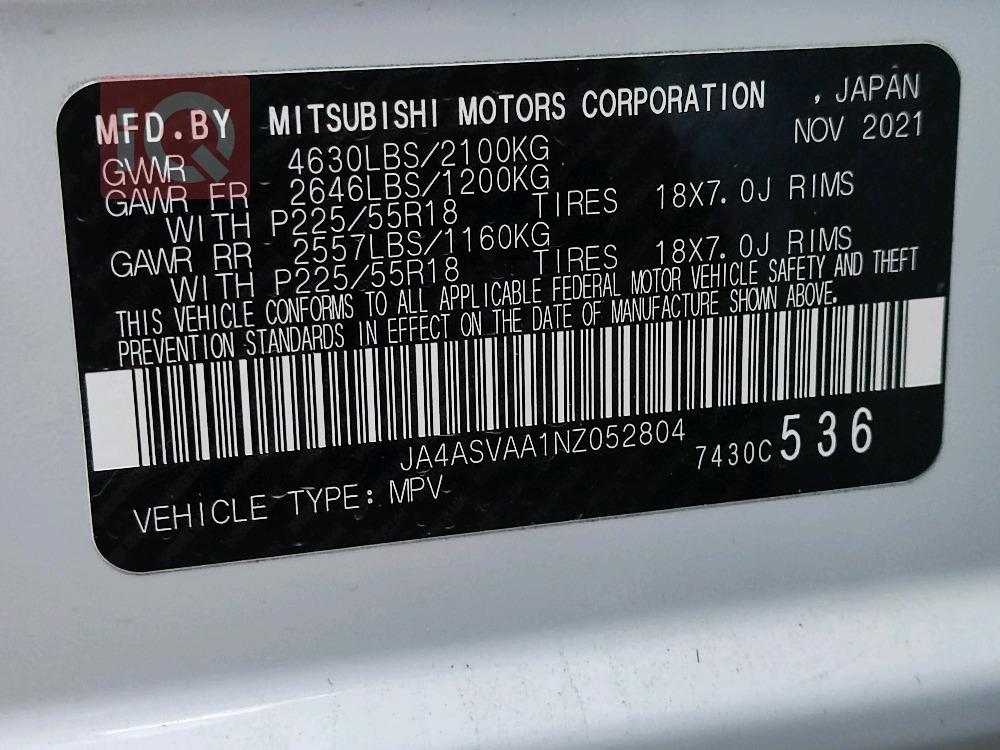 MFD.BY MITSUBISHI MOTORS CORPORATION , JAPAN
GVWR 4630LBS/2100KG NOV 2021
GAWR FR 2646LBS/1200KG
WITH P225/55R18 TIRES 18X7.0J RIMS
GAWR RR 2557LBS/1160KG
WITH P225/55R18 TIRES 18X7.0J RIMS
THIS VEHICLE CONFORMS TO ALL APPLICABLE FEDERAL MOTOR VEHICLE SAFETY AND THEFT
PREVENTION STANDARDS IN EFFECT ON THE DATE OF MANUFACTURE SHOWN ABOVE.
JA4ASVAA1NZ052804 7430C 536
VEHICLE TYPE: MPV